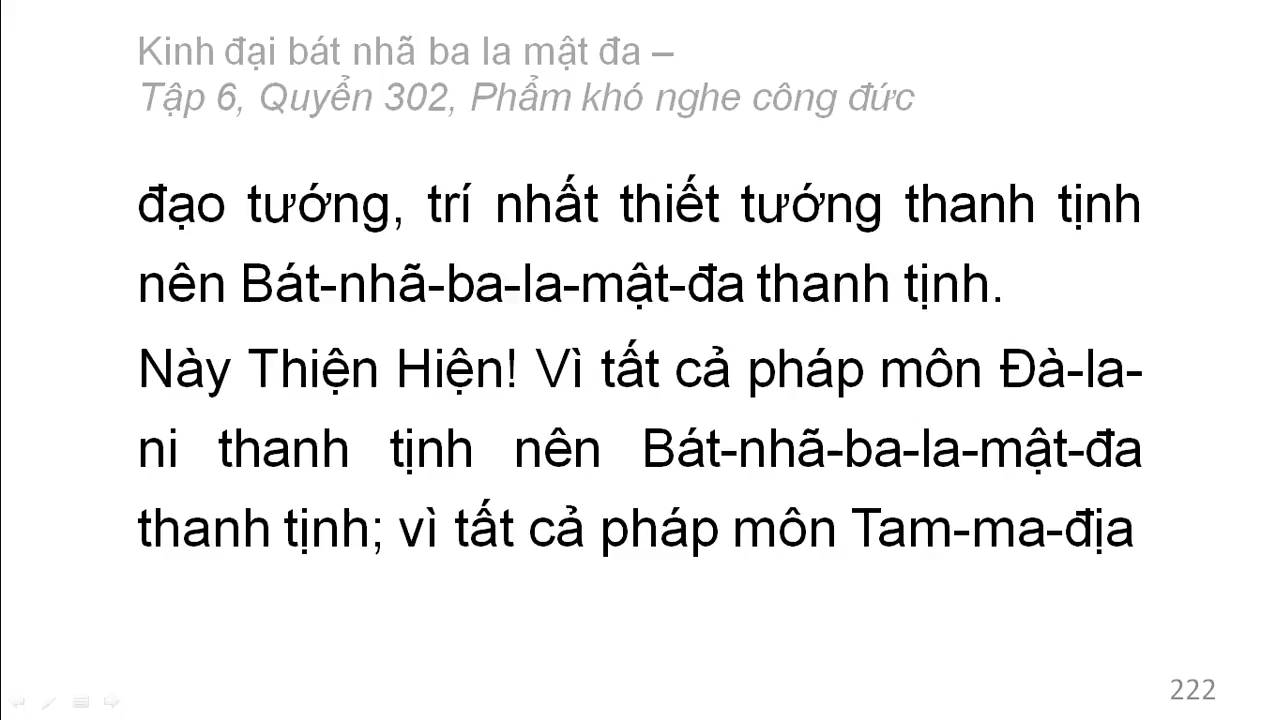 Kinh đại bát nhã ba la mật đa –
Tập 6, Quyển 302, Phẩm khó nghe công đức
đạo tướng, trí nhất thiết tướng thanh tịnh
nên Bát-nhã-ba-la-mật-đa thanh tịnh.
Này Thiện Hiện! Vì tất cả pháp môn Đà-la-
ni thanh tịnh nên Bát-nhã-ba-la-mật-đa
thanh tịnh; vì tất cả pháp môn Tam-ma-địa
222